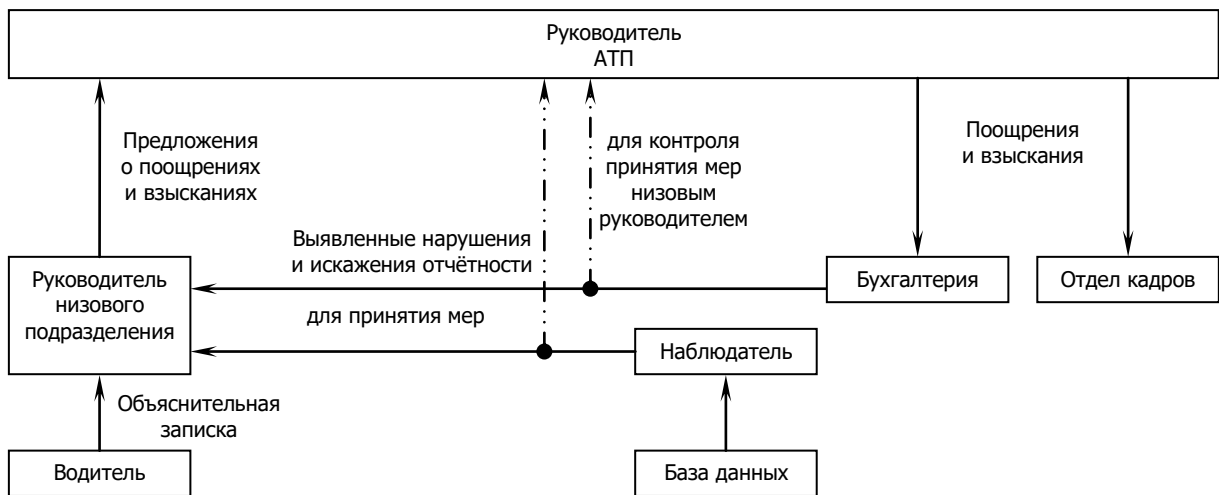 Руководитель
АТП
Предложения
о поощрениях
и взысканиях
для контроля
принятия мер
низовым
руководителем
Поощрения
и взыскания
Выявленные нарушения
и искажения отчётности
Руководитель
низового
подразделения
Бухгалтерия
Отдел кадров
для принятия мер
Наблюдатель
Объяснительная
записка
Водитель
База данных